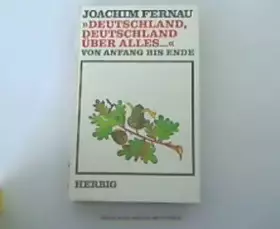 JOACHIM FERNAU
»DEUTSCHLAND,
DEUTSCHLAND
ÜBER ALLES...«
VON ANFANG BIS ENDE
HERBIG